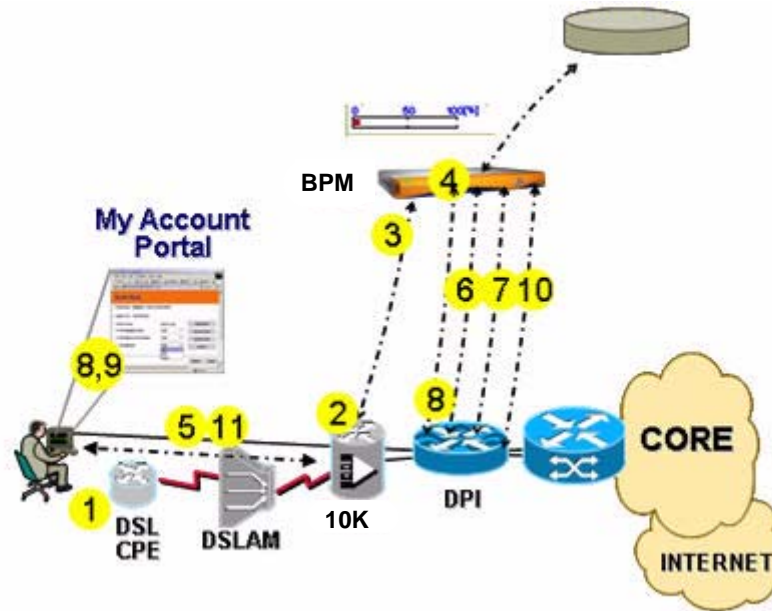 0 50 100[%]
BPM
4
3
My Account
Portal
6 7 10
8,9
2
8
5 11
CORE
1
DSL
CPE
DSLAM
10K
DPI
INTERNET